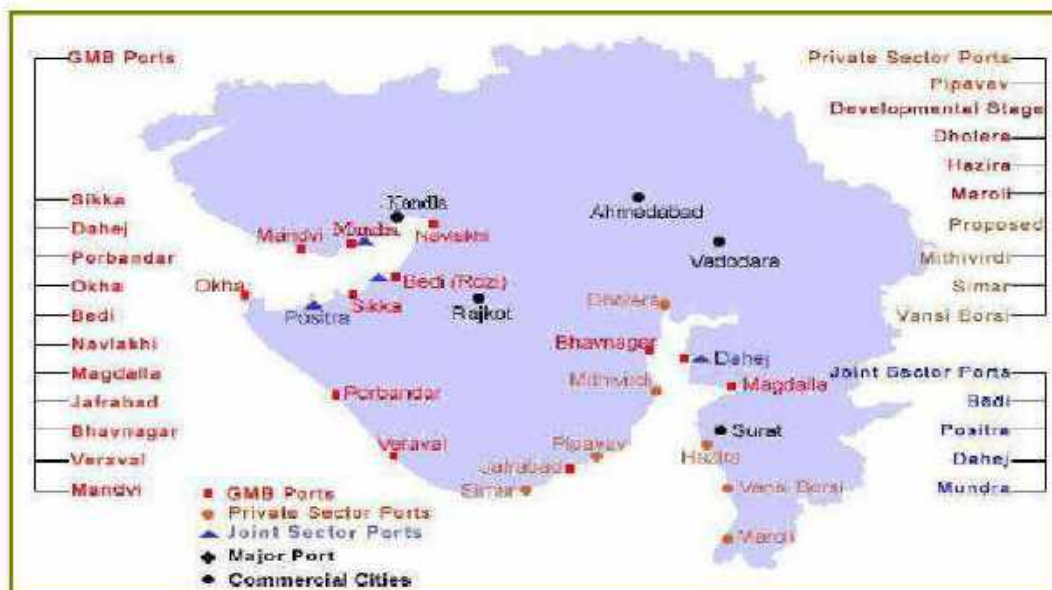 GMB Ports
Sikka
Dahej
Porbandar
Okha
Bedi
Navlakhi
Magdalla
Jafrabad
Bhavnagar
Veraval
Mandvi
Kandla
Mandvi
Mundra
Navlakhi
Okha
Bedi (Rozi)
Positra
Sikka
Rajkot
Ahmedabad
Vadodara
Dholera
Bhavnagar
Dahej
Mithivirdi
Magdalla
Porbandar
Veraval
Pipavav
Surat
Hazira
Jafrabad
Simar
Vansi Borsi
Maroli
GMB Ports
Private Sector Ports
Joint Sector Ports
Major Port
Commercial Cities
Private Sector Ports
Pipavav
Developmental Stage
Dholera
Hazira
Maroli
Proposed
Mithivirdi
Simar
Vansi Borsi
Joint Sector Ports
Bedi
Positra
Dahej
Mundra